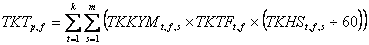 TKT_{p,f} = \sum_{t=1}^{k} \sum_{s=1}^{m} (TKKYM_{t,f,s} × TKTF_{t,f} × (TKHS_{t,f,s} ÷ 60))